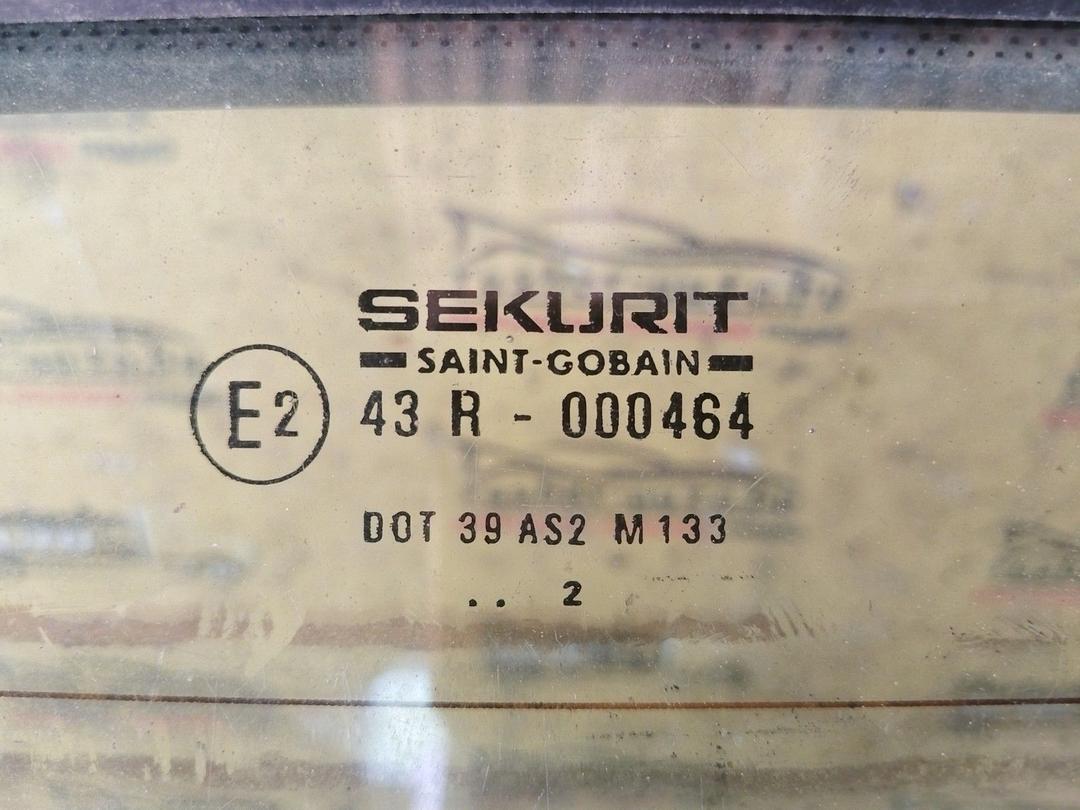 SEKURIT
SAINT-GOBAIN
E2 43 R - 000464
DOT 39 AS2 M133
.. 2